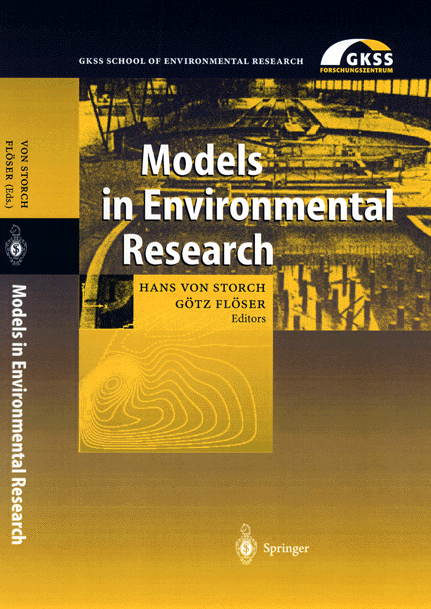 VON STORCH
FLÖSER (Eds.)
Models in Environmental Research
GKSS SCHOOL OF ENVIRONMENTAL RESEARCH
GKSS
FORSCHUNGSZENTRUM
Models
in Environmental
Research
HANS VON STORCH
GÖTZ FLÖSER
Editors
Springer